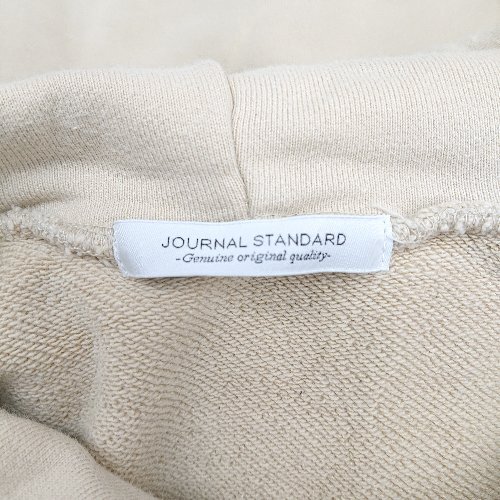 JOURNAL STANDARD
-Genuine original quality-